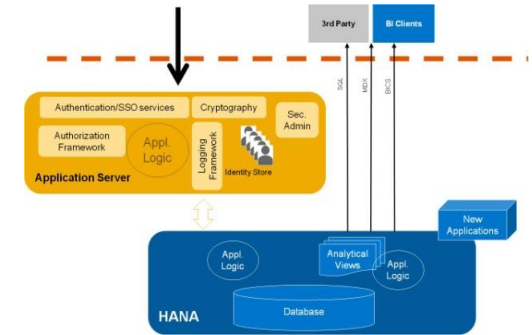 3rd Party
BI Clients
SQL
MDX
BICS
Authentication/SSO services
Cryptography
Sec.
Admin
Authorization
Framework
Appl.
Logic
Logging
Framework
Identity Store
Application Server
New
Applications
Appl.
Logic
Analytical
Views
Appl.
Logic
Database
HANA